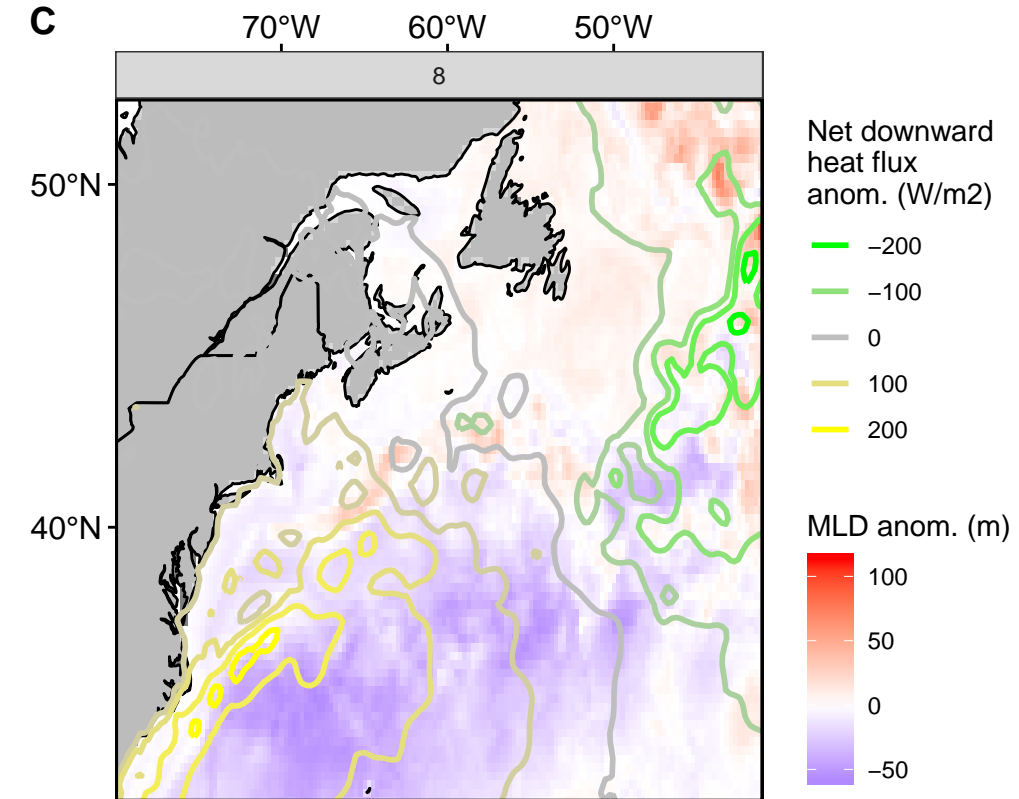 C
70°W 60°W 50°W
8
50°N
40°N
Net downward
heat flux
anom. (W/m2)
−200
−100
0
100
200
MLD anom. (m)
100
50
0
−50